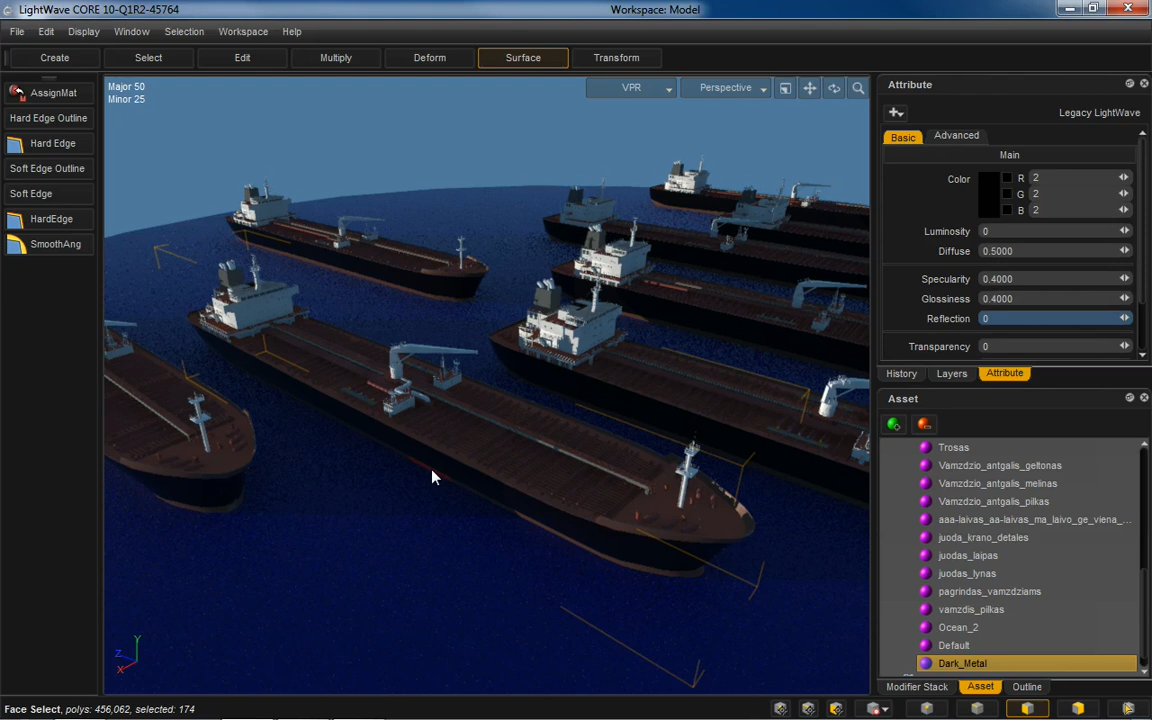 LightWave CORE 10-Q1R2-45764
Workspace: Model
File Edit Display Window Selection Workspace Help
Create Select Edit Multiply Deform Surface Transform
AssignMat
Hard Edge Outline
Hard Edge
Soft Edge Outline
Soft Edge
HardEdge
SmoothAng
Major 50
Minor 25
VPR Perspective
Z Y X
Attribute
Legacy LightWave
Basic Advanced
Main
Color R 2
G 2
B 2
Luminosity 0
Diffuse 0.5000
Specularity 0.4000
Glossiness 0.4000
Reflection 0
Transparency 0
History Layers Attribute
Asset
Trosas
Vamzdzio_antgalis_geltonas
Vamzdzio_antgalis_melinas
Vamzdzio_antgalis_pilkas
aaa-laivas_aa-laivas_ma_laivo_ge_viena_...
juoda_krano_detales
juodas_laipas
juodas_lynas
pagrindas_vamzdziams
vamzdis_pilkas
Ocean_2
Default
Dark_Metal
Modifier Stack Asset Outline
Face Select, polys: 456,062, selected: 174